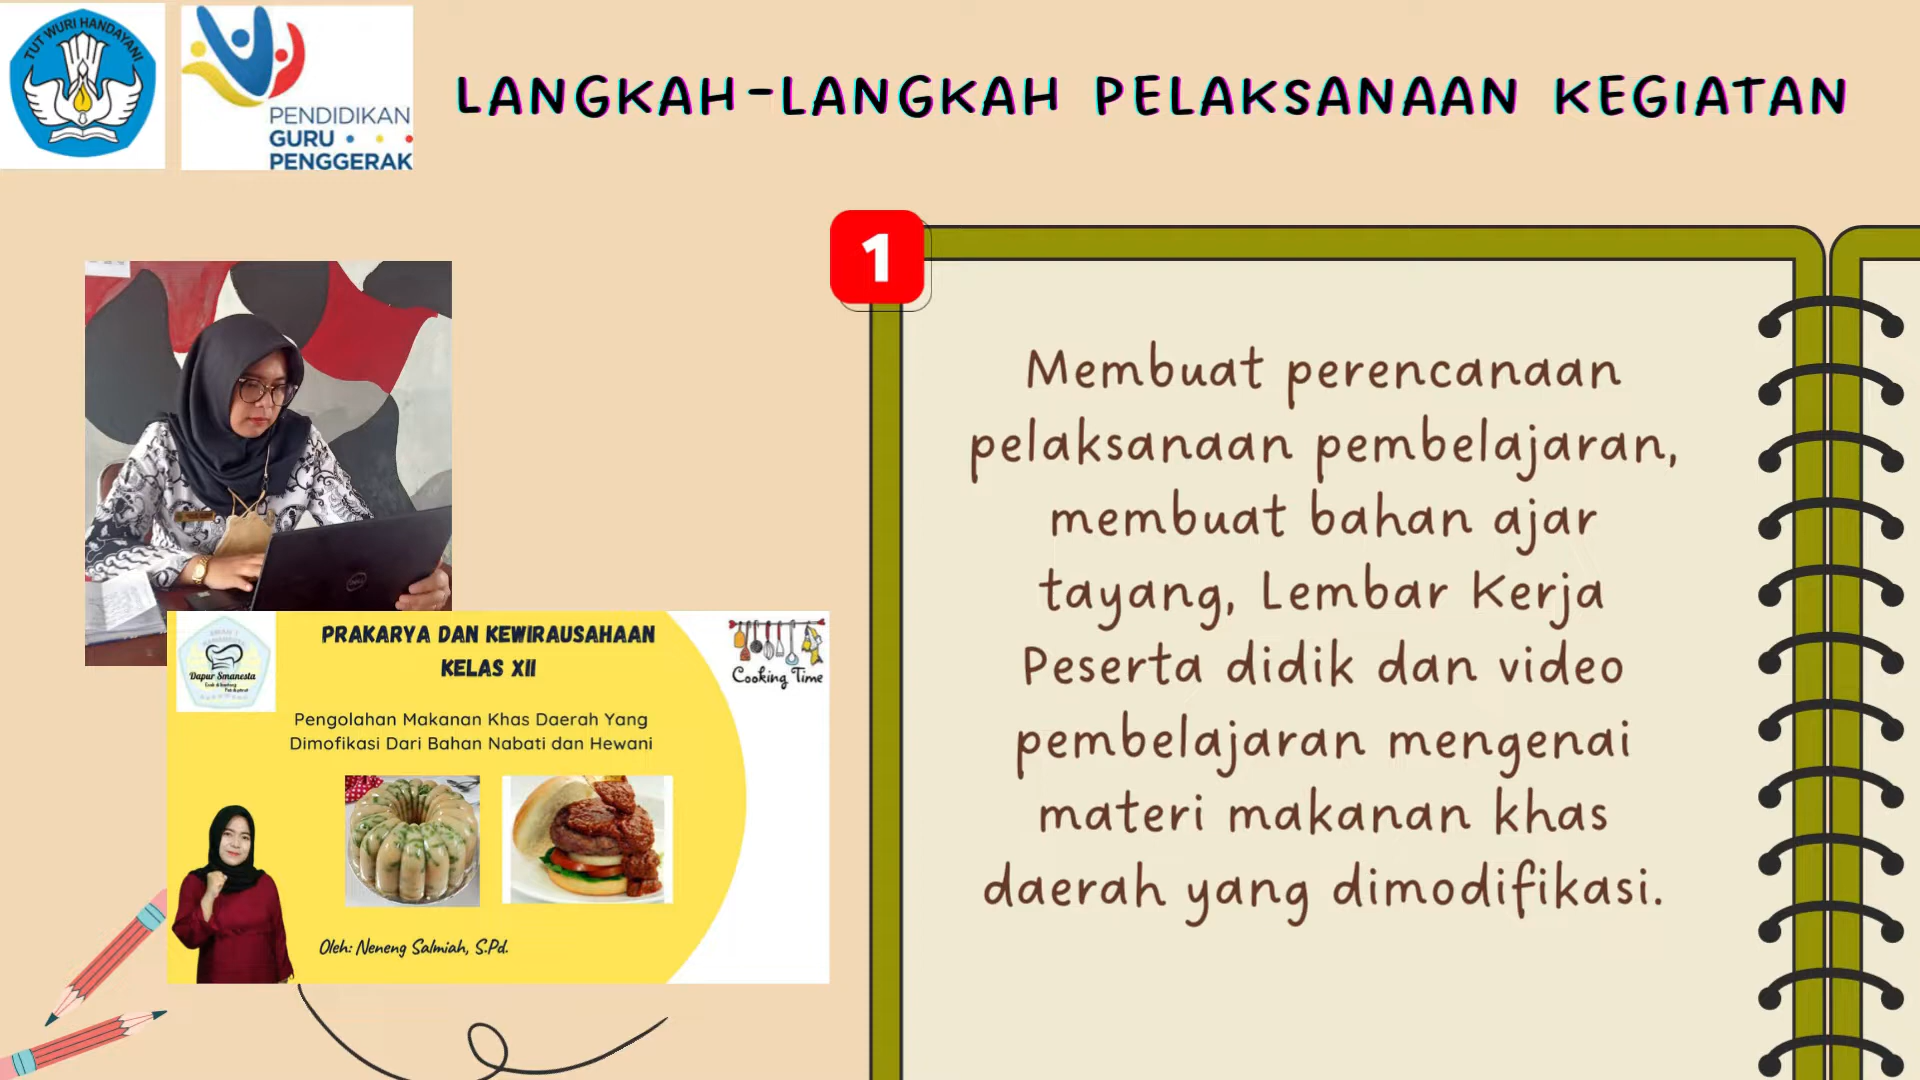 TUT WURI HANDAYANI
PENDIDIKAN
GURU
PENGGERAK
LANGKAH-LANGKAH PELAKSANAAN KEGIATAN
1
Membuat perencanaan
pelaksanaan pembelajaran,
membuat bahan ajar
tayang, Lembar Kerja
Peserta didik dan video
pembelajaran mengenai
materi makanan khas
daerah yang dimodifikasi.
DELL
Dapur Smanesta
PRAKARYA DAN KEWIRAUSAHAAN
KELAS XII
Cooking Time
Pengolahan Makanan Khas Daerah Yang
Dimofikasi Dari Bahan Nabati dan Hewani
Oleh: Neneng Salmiah, S.Pd.